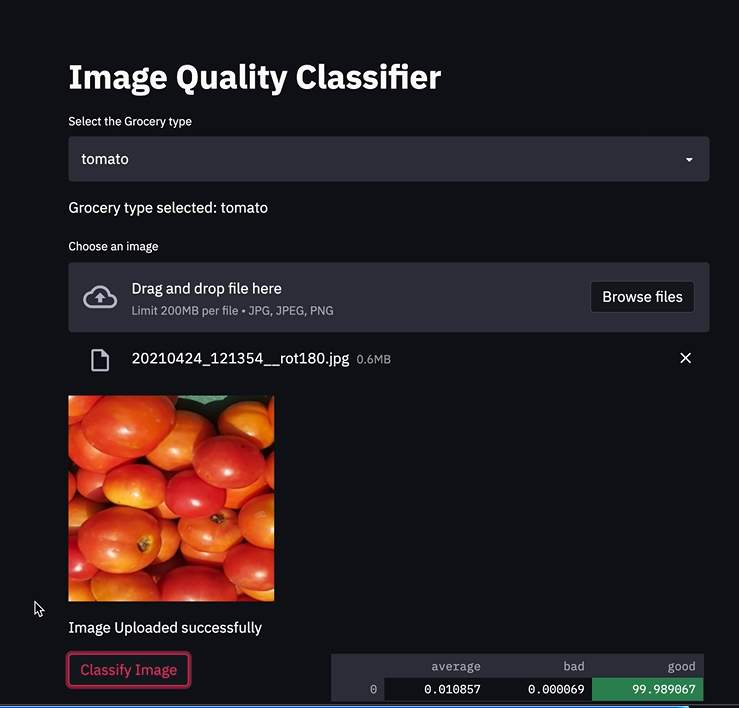 Image Quality Classifier
Select the Grocery type
tomato
Grocery type selected: tomato
Choose an image
Drag and drop file here
Limit 200MB per file • JPG, JPEG, PNG
Browse files
20210424_121354__rot180.jpg 0.6MB
Image Uploaded successfully
Classify Image
average bad good
0 0.010857 0.000069 99.989067